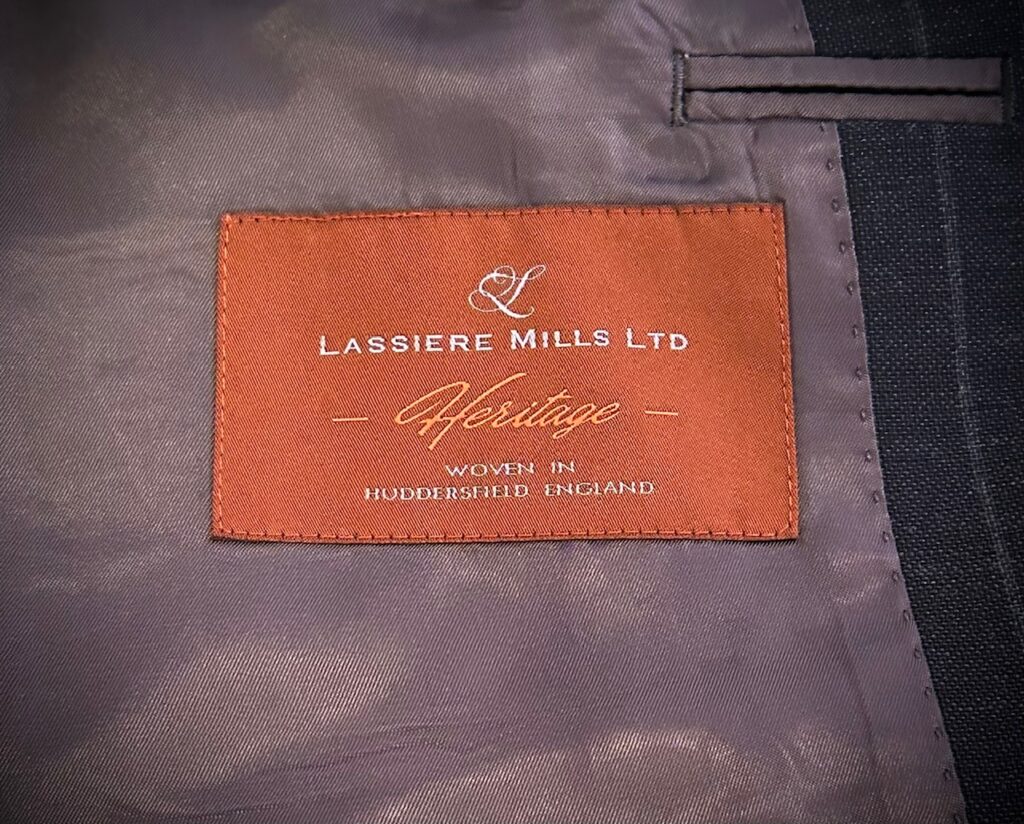 L
LASSIERE MILLS LTD
— Heritage —
WOVEN IN
HUDDERSFIELD ENGLAND